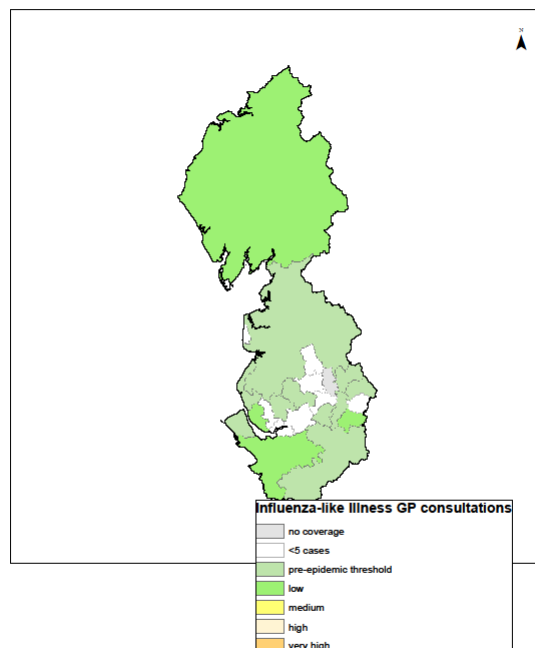 N
Influenza-like Illness GP consultations
no coverage
<5 cases
pre-epidemic threshold
low
medium
high
very high